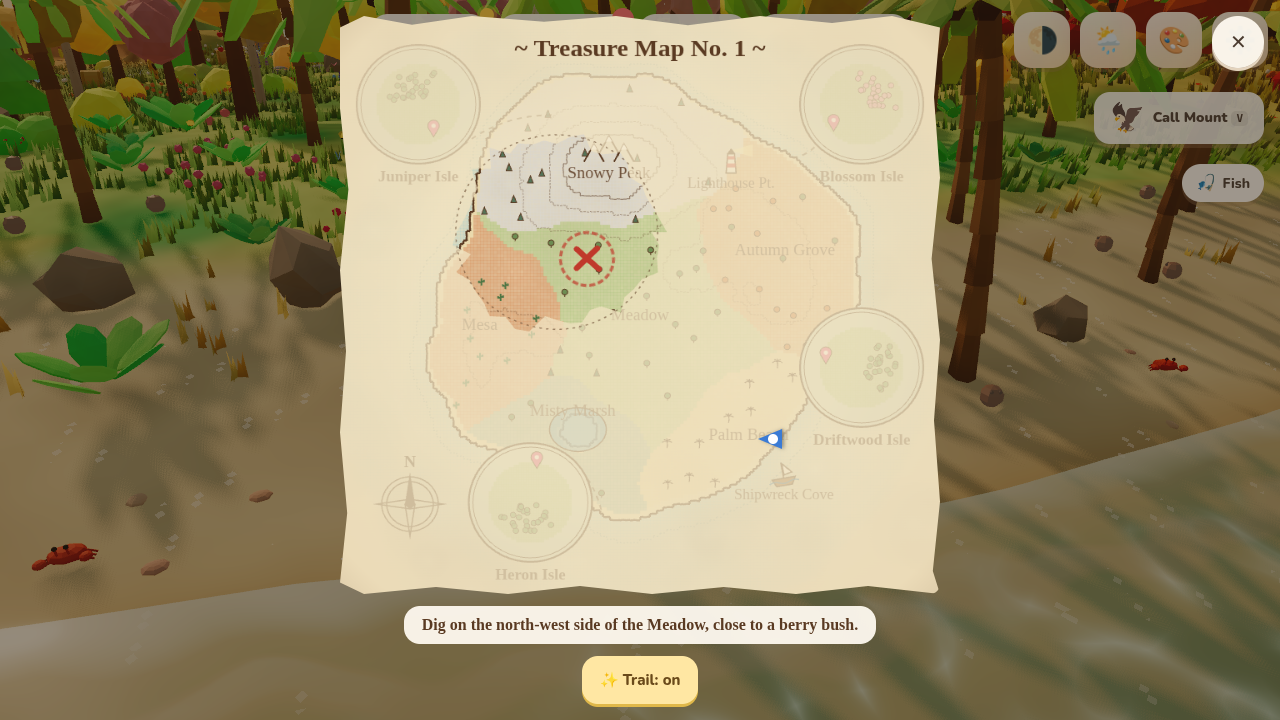 ~ Treasure Map No. 1 ~
Juniper Isle
Blossom Isle
Snowy Peak
Lighthouse Pt.
Autumn Grove
Mesa
Meadow
Misty Marsh
Palm Beach
Driftwood Isle
N
Shipwreck Cove
Heron Isle
Call Mount V
Fish
Dig on the north-west side of the Meadow, close to a berry bush.
Trail: on